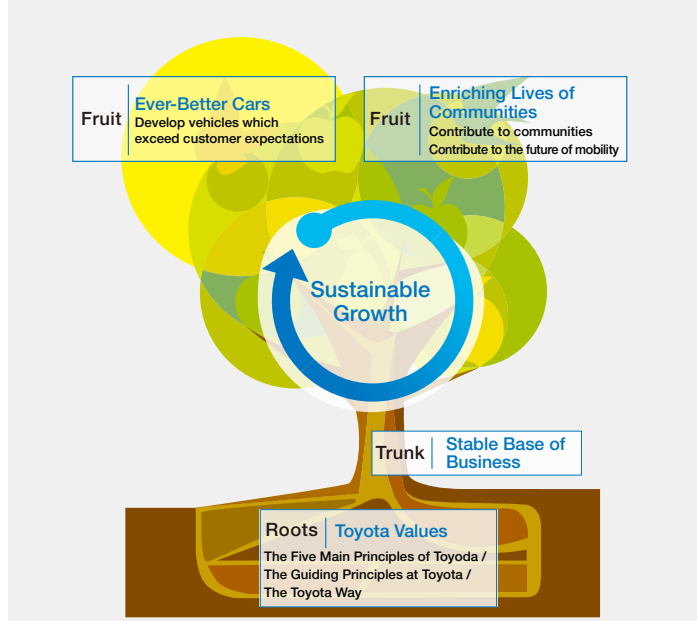 Fruit
Ever-Better Cars
Develop vehicles which
exceed customer expectations
Fruit
Enriching Lives of
Communities
Contribute to communities
Contribute to the future of mobility
Sustainable
Growth
Trunk
Stable Base of
Business
Roots
Toyota Values
The Five Main Principles of Toyoda /
The Guiding Principles at Toyota /
The Toyota Way